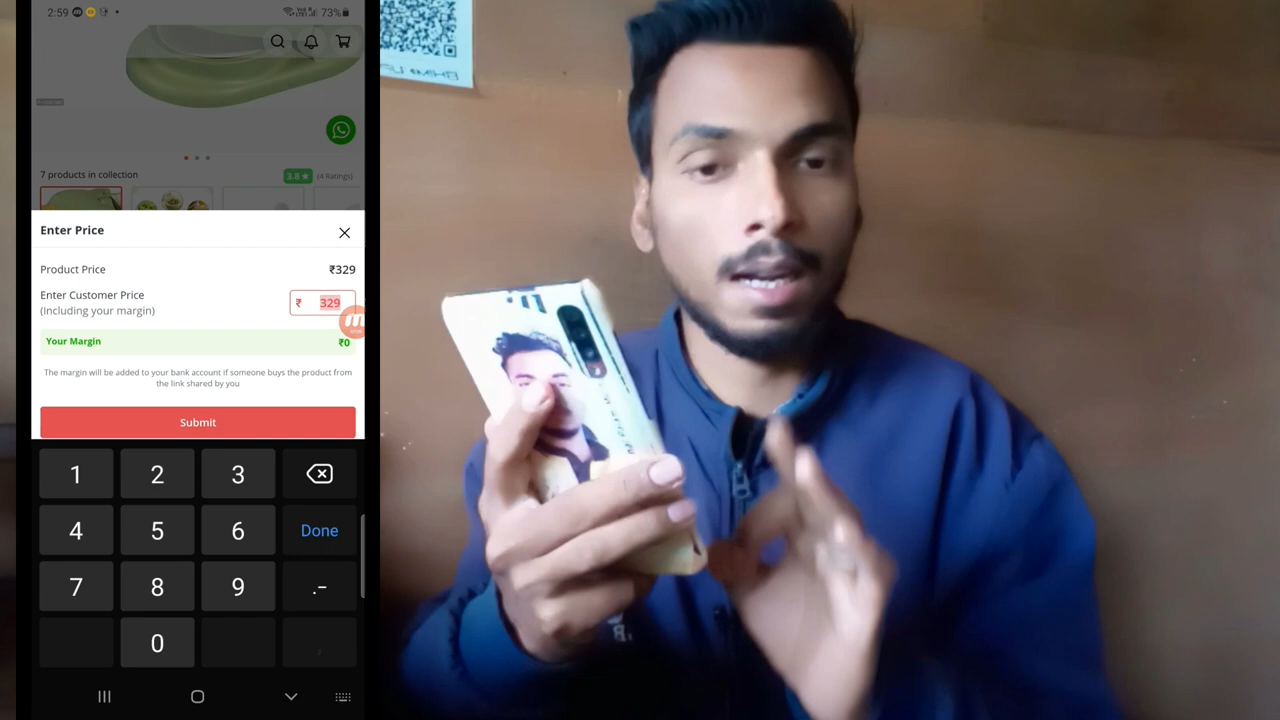 2:59
73%
7 products in collection
3.8 ★
(4 Ratings)
Enter Price
Product Price
₹329
Enter Customer Price
(Including your margin)
₹ 329
Your Margin
₹0
The margin will be added to your bank account if someone buys the product from
the link shared by you
Submit
1 2 3
4 5 6 Done
7 8 9 .-
0 ,